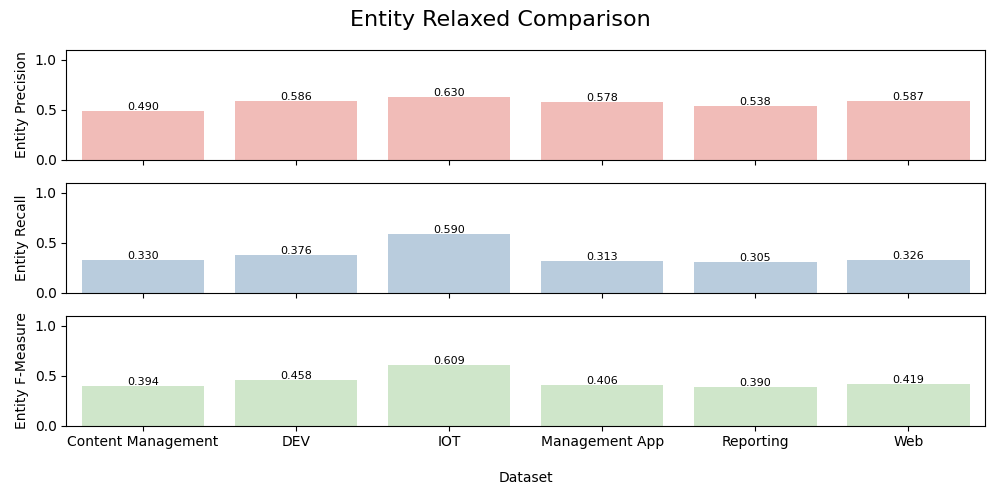 Entity Relaxed Comparison
Entity Precision
1.0
0.5
0.0
0.490
0.586
0.630
0.578
0.538
0.587
Entity Recall
1.0
0.5
0.0
0.330
0.376
0.590
0.313
0.305
0.326
Entity F-Measure
1.0
0.5
0.0
0.394
0.458
0.609
0.406
0.390
0.419
Content Management
DEV
IOT
Management App
Reporting
Web
Dataset